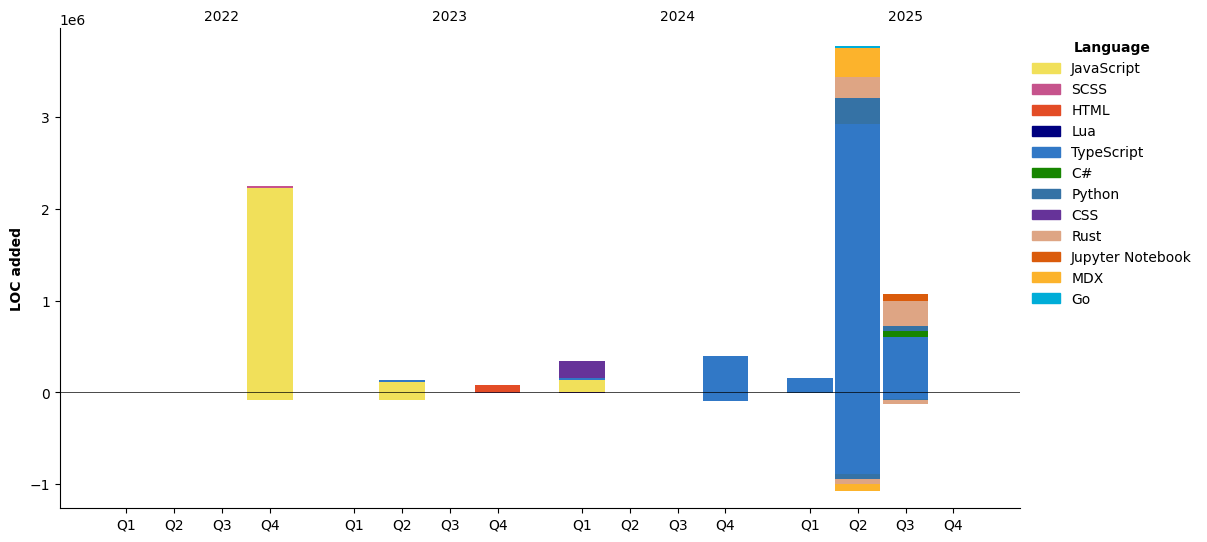 1e6
2022 2023 2024 2025
LOC added
3
2
1
0
−1
Q1 Q2 Q3 Q4 Q1 Q2 Q3 Q4 Q1 Q2 Q3 Q4 Q1 Q2 Q3 Q4
Language
JavaScript
SCSS
HTML
Lua
TypeScript
C#
Python
CSS
Rust
Jupyter Notebook
MDX
Go